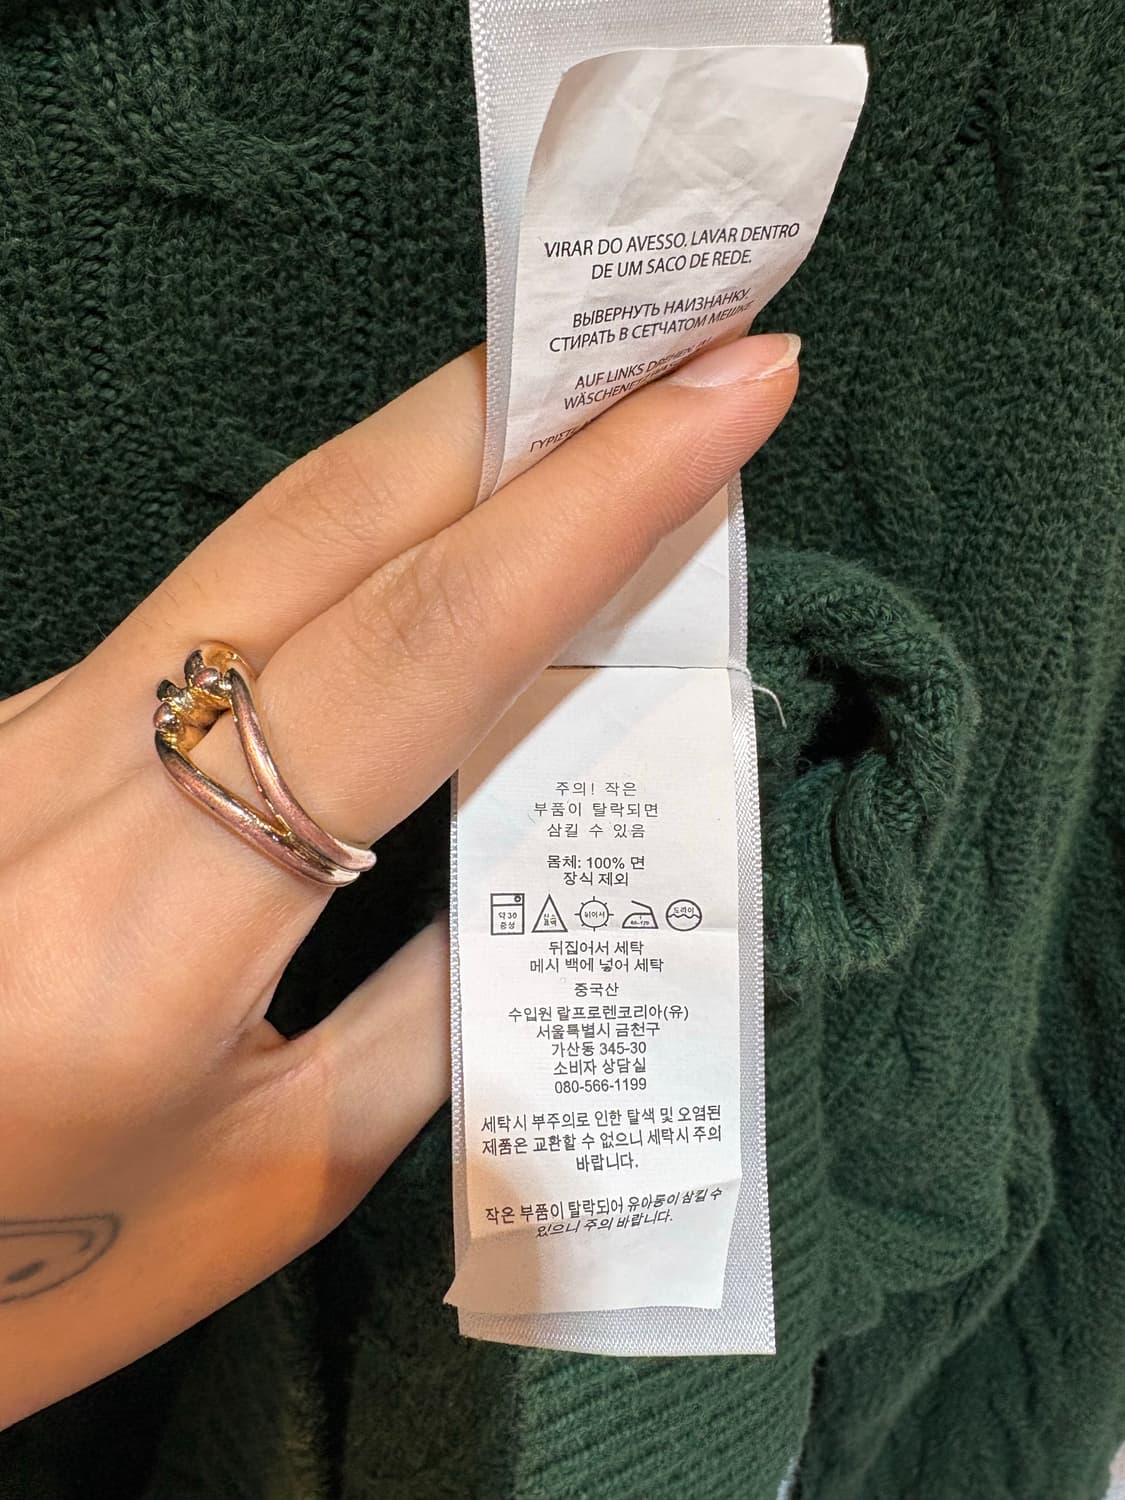 VIRAR DO AVESSO. LAVAR DENTRO
DE UM SACO DE REDE.
ВЫВЕРНУТЬ НАИЗНАНКУ.
СТИРАТЬ В СЕТЧАТОМ МЕШКЕ
AUF LINKS DREHEN
주의! 작은
부품이 탈락되면
삼킬 수 있음
몸체: 100% 면
장식 제외
약 30
중성
드라이
뒤집어서 세탁
메시 백에 넣어 세탁
중국산
수입원 랄프로렌코리아(유)
서울특별시 금천구
가산동 345-30
소비자 상담실
080-566-1199
세탁시 부주의로 인한 탈색 및 오염된
제품은 교환할 수 없으니 세탁시 주의
바랍니다.
작은 부품이 탈락되어 유아동이 삼킬 수
있으니 주의 바랍니다.